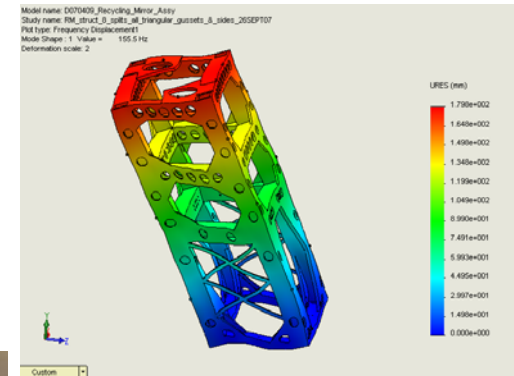 Model name: D070409_Recycling_Mirror_Assy
Study name: RM_struct_0_splits_all_triangular_gussets_&_sides_26SEPT07
Plot type: Frequency Displacement1
Mode Shape : 1 Value = 155.5 Hz
Deformation scale: 2
URES (mm)
1.798e+002
1.648e+002
1.498e+002
1.348e+002
1.199e+002
1.049e+002
8.990e+001
7.491e+001
5.993e+001
4.495e+001
2.997e+001
1.498e+001
0.000e+000
Y
Z
Custom